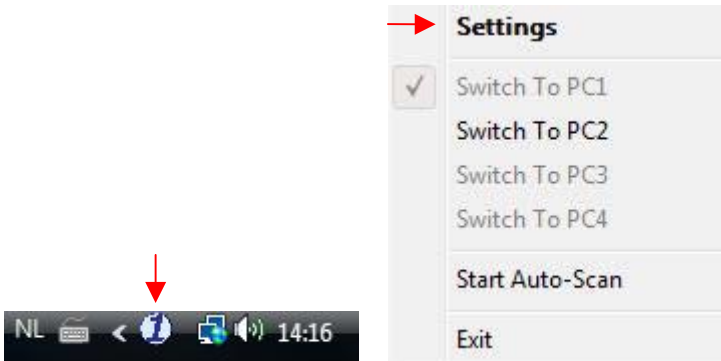 Settings
Switch To PC1
Switch To PC2
Switch To PC3
Switch To PC4
Start Auto-Scan
Exit
NL < 1 14:16